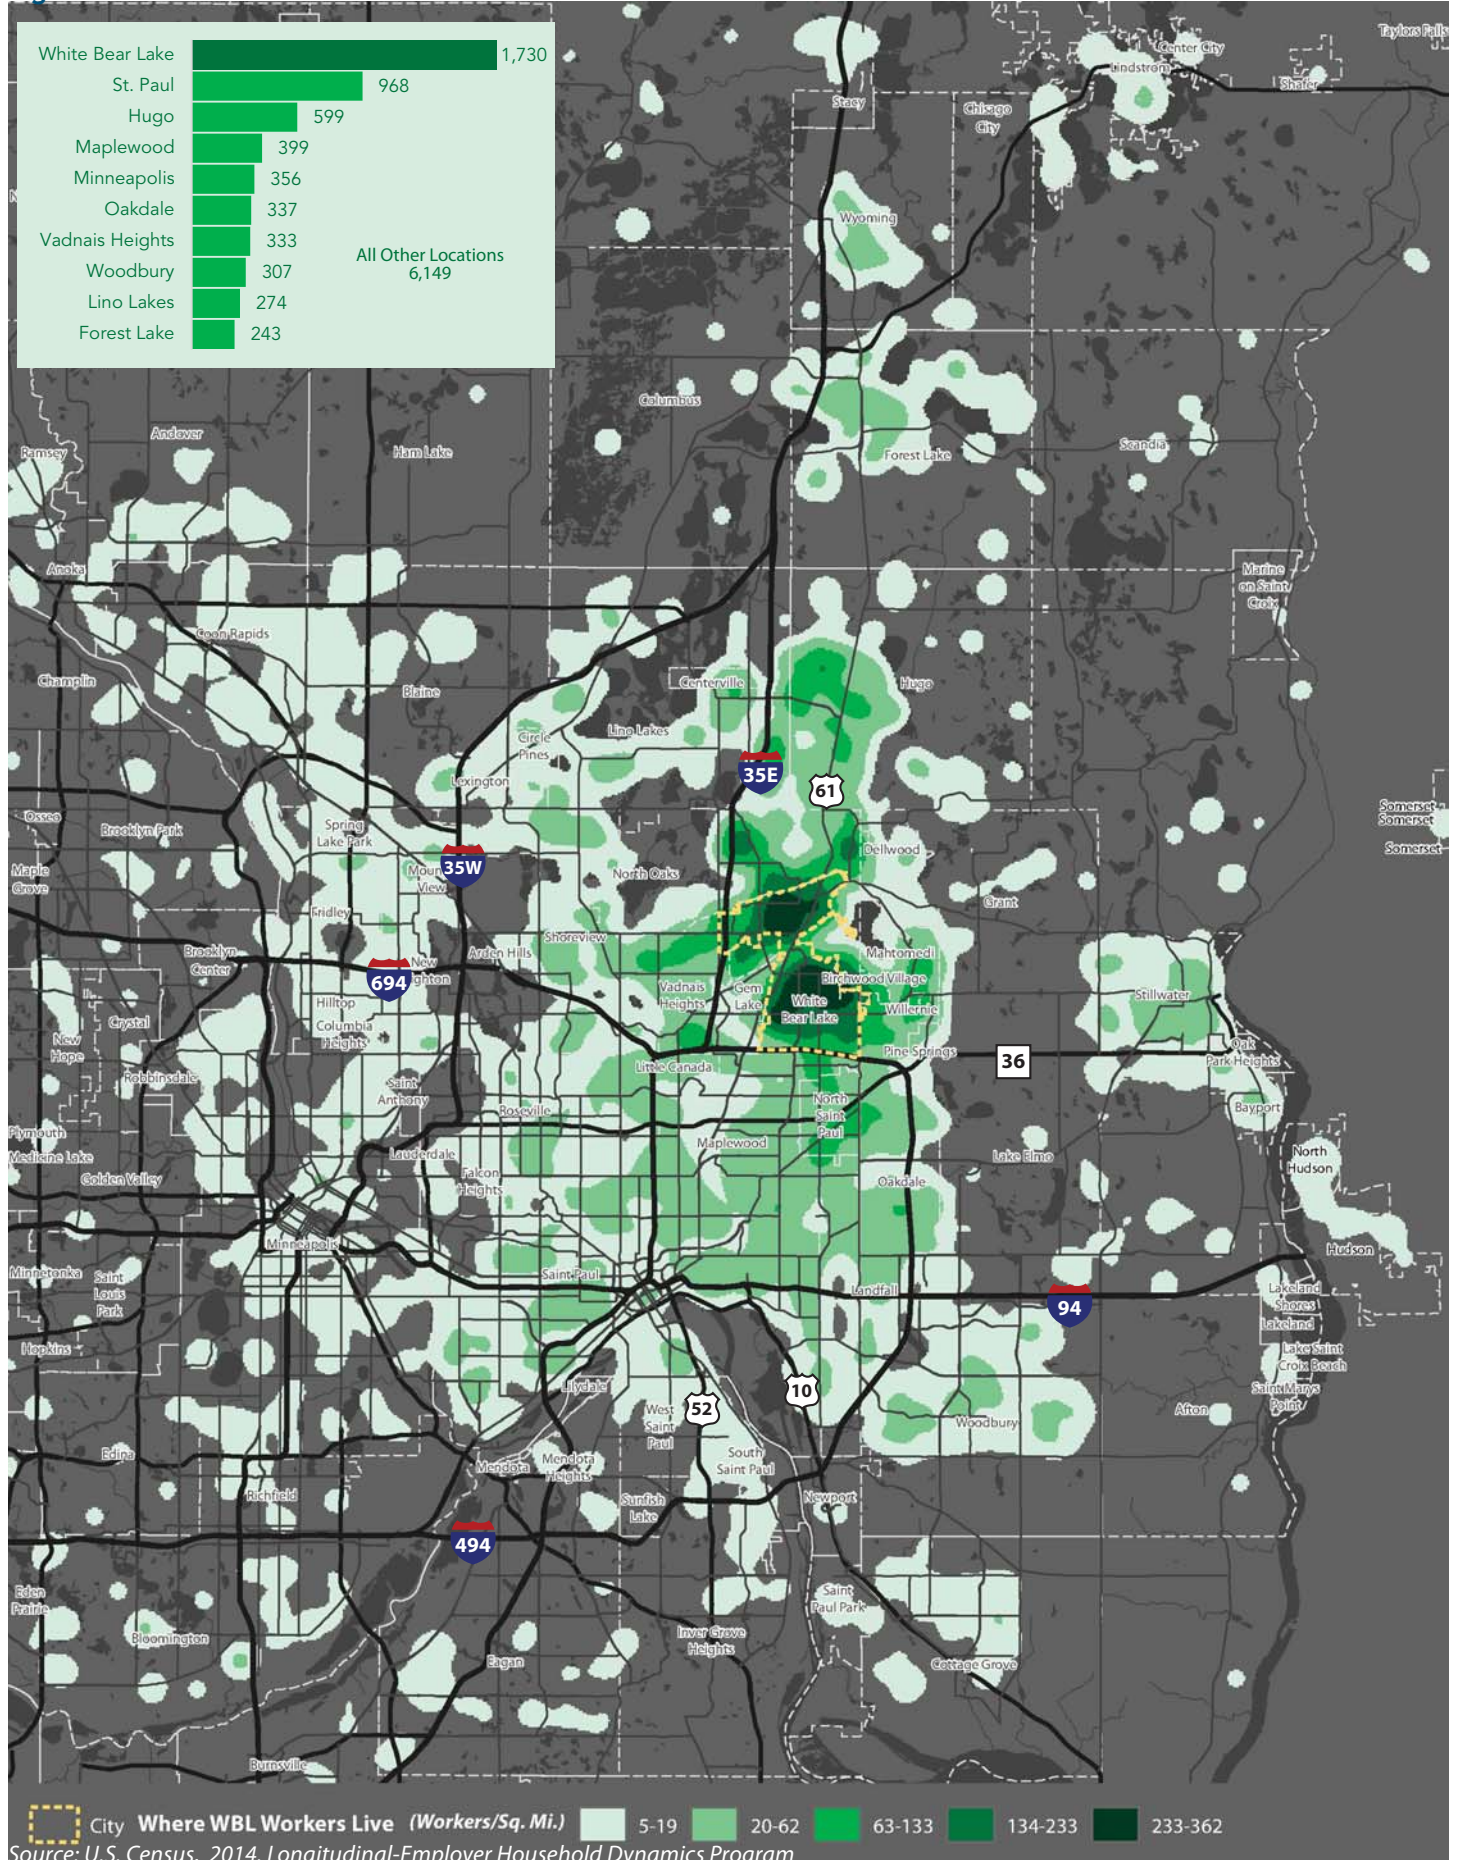 White Bear Lake 1,730
St. Paul 968
Hugo 599
Maplewood 399
Minneapolis 356
Oakdale 337
Vadnais Heights 333
Woodbury 307
Lino Lakes 274
Forest Lake 243
All Other Locations
6,149
Taylors Falls
Center City
Lindstrom
Shafer
Stacy
Chisago
City
Wyoming
Columbus
Andover
Ramsey
Ham Lake
Forest Lake
Scandia
Anoka
Marine
on Saint
Croix
Coon Rapids
Champlin
Blaine
Centerville
Hugo
Lino Lakes
Circle
Pines
Lexington
35E
61
Osseo
Brooklyn Park
Spring
Lake Park
Somerset
Somerset
Somerset
Maple
Grove
Moun
View
35W
North Oaks
Dellwood
Grant
Fridley
Shoreview
Brooklyn
Center
Arden Hills
Mahtomedi
New
ghton
694
Birchwood Village
Vadnais
Heights
Gem
Lake
White
Bear Lake
Willernie
Stillwater
Hilltop
Columbia
Heights
Crystal
New
Hope
Robbinsdale
Pine Springs
36
Oak
Park Heights
Little Canada
Saint
Anthony
Roseville
North
Saint
Paul
Bayport
Plymouth
Medicine Lake
Golden Valley
Lauderdale
Falcon
Heights
Maplewood
Oakdale
Lake Elmo
North
Hudson
Minneapolis
Hudson
Minnetonka
Saint
Louis
Park
Saint Paul
Landfall
94
Lakeland
Shores
Lakeland
Hopkins
Lake Saint
Croix Beach
Saint Marys
Point
Lilydale
10
52
West
Saint
Paul
Woodbury
Afton
Edina
Mendota
Mendota
Heights
South
Saint Paul
Richfield
Sunfish
Lake
Newport
494
Eden
Prairie
Saint
Paul Park
Bloomington
Inver Grove
Heights
Eagan
Cottage Grove
Burnsville
City Where WBL Workers Live (Workers/Sq. Mi.) 5-19 20-62 63-133 134-233 233-362
Source: U.S. Census, 2014, Longitudinal-Employer Household Dynamics Program